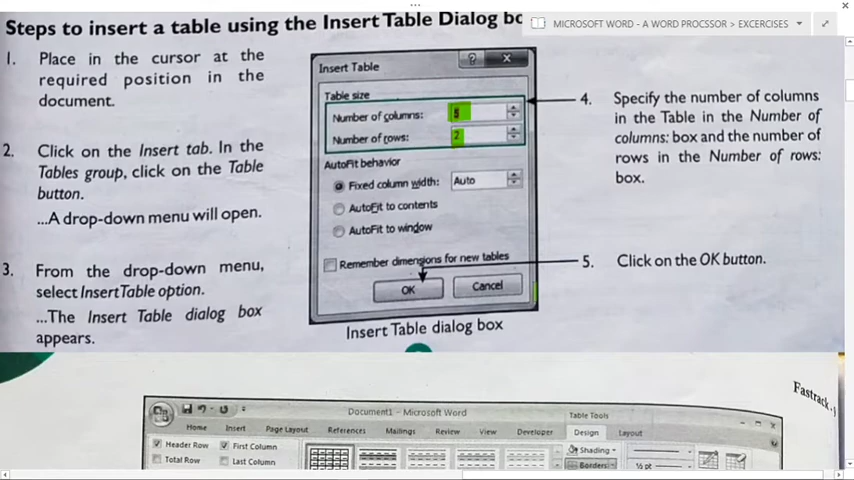 Steps to insert a table using the Insert Table Dialog
MICROSOFT WORD - A WORD PROCSSOR > EXCERCISES
1. Place in the cursor at the
required position in the
document.
2. Click on the Insert tab. In the
Tables group, click on the Table
button.
...A drop-down menu will open.
3. From the drop-down menu,
select Insert Table option.
...The Insert Table dialog box
appears.
Insert Table
Table size
Number of columns: 5
Number of rows: 2
AutoFit behavior
Fixed column width: Auto
AutoFit to contents
AutoFit to window
Remember dimensions for new tables
OK Cancel
Insert Table dialog box
4. Specify the number of columns
in the Table in the Number of
columns: box and the number of
rows in the Number of rows:
box.
5. Click on the OK button.
Fastrack
Document1 - Microsoft Word
Table Tools
Home Insert Page Layout References Mailings Review View Developer Design Layout
Header Row First Column
Total Row Last Column
Shading
Borders
½ pt